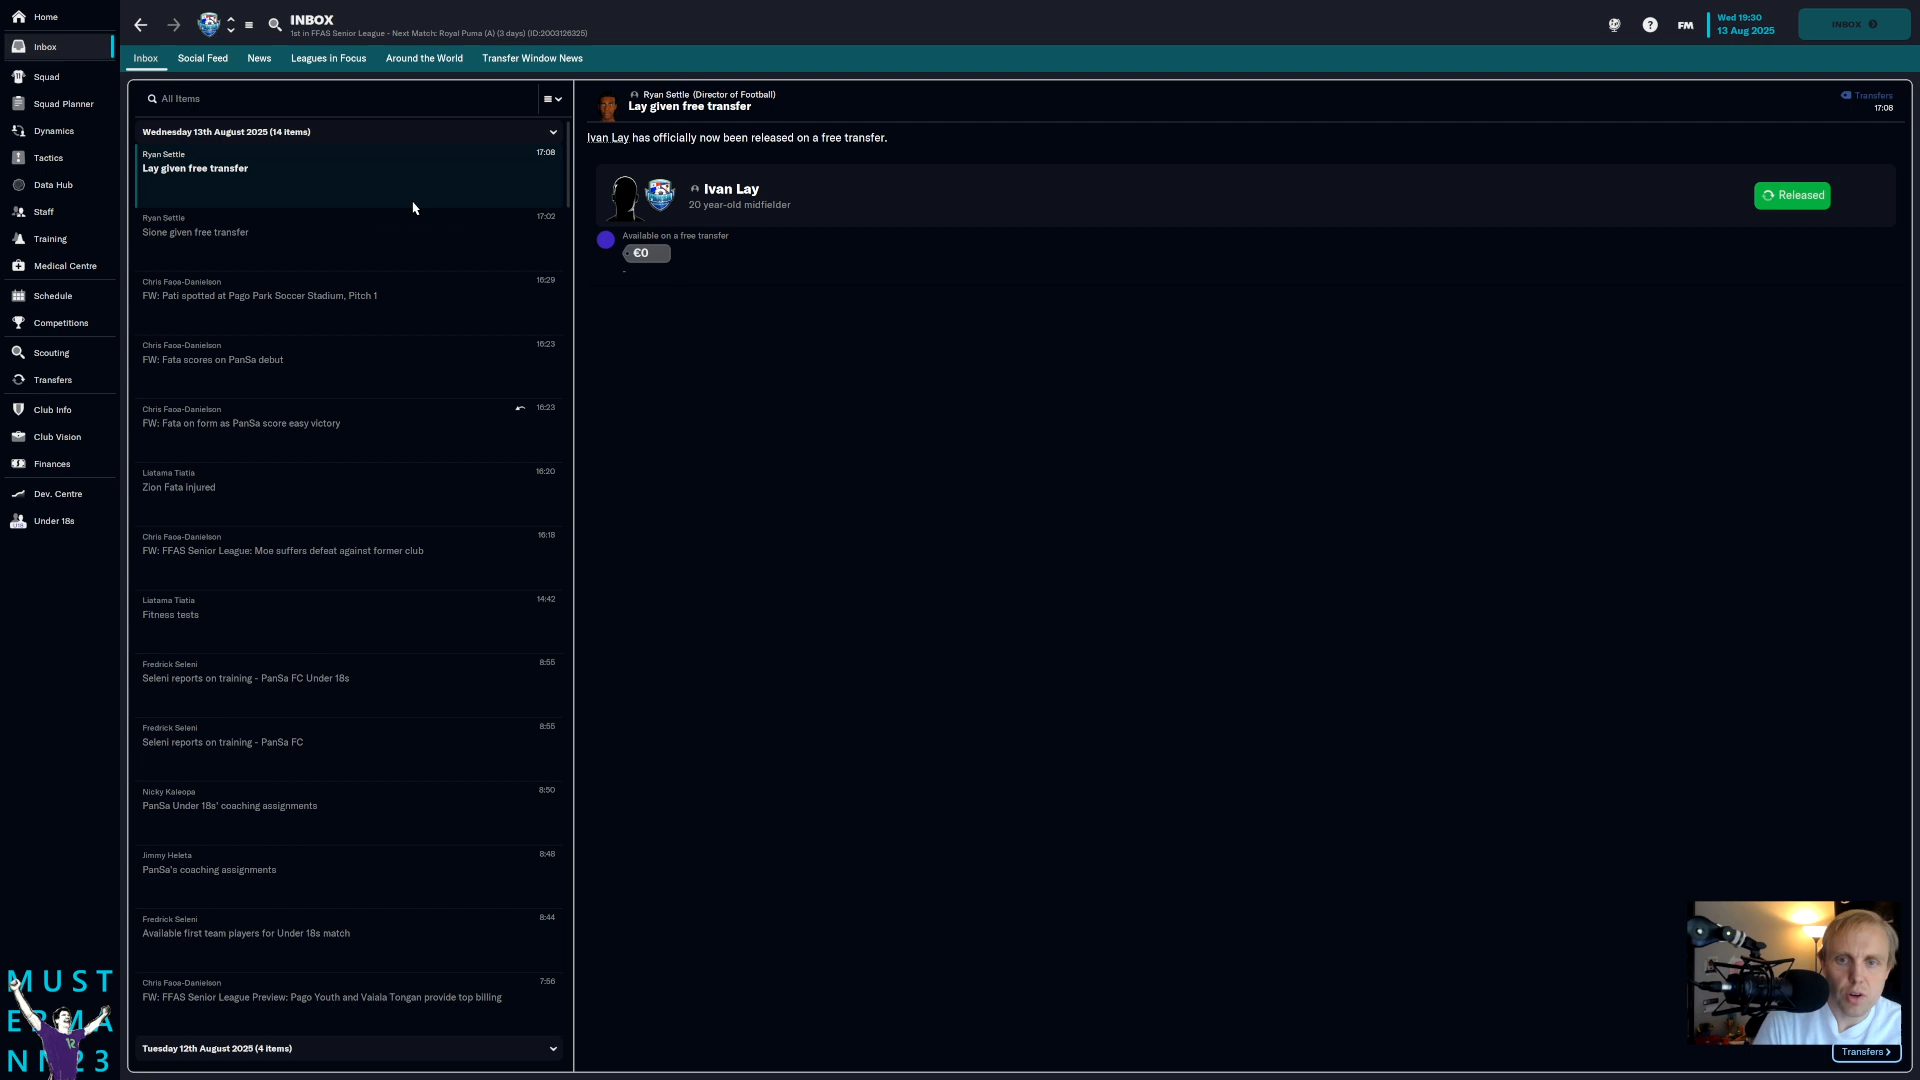 Home
Inbox
Squad
Squad Planner
Dynamics
Tactics
Data Hub
Staff
Training
Medical Centre
Schedule
Competitions
Scouting
Transfers
Club Info
Club Vision
Finances
Dev. Centre
Under 18s
MUST
ERMA
NN23
INBOX
1st in FFAS Senior League - Next Match: Royal Puma (A) (3 days) (ID:2003126325)
FM
Wed 19:30
13 Aug 2025
INBOX
Inbox Social Feed News Leagues in Focus Around the World Transfer Window News
All Items
Wednesday 13th August 2025 (14 items)
Ryan Settle 17:08
Lay given free transfer
Ryan Settle 17:02
Sione given free transfer
Chris Faoa-Danielson 16:29
FW: Pati spotted at Pago Park Soccer Stadium, Pitch 1
Chris Faoa-Danielson 16:23
FW: Fata scores on PanSa debut
Chris Faoa-Danielson 16:23
FW: Fata on form as PanSa score easy victory
Liatama Tiatia 16:20
Zion Fata injured
Chris Faoa-Danielson 16:18
FW: FFAS Senior League: Moe suffers defeat against former club
Liatama Tiatia 14:42
Fitness tests
Fredrick Seleni 8:55
Seleni reports on training - PanSa FC Under 18s
Fredrick Seleni 8:55
Seleni reports on training - PanSa FC
Nicky Kaleopa 8:50
PanSa Under 18s' coaching assignments
Jimmy Heleta 8:48
PanSa's coaching assignments
Fredrick Seleni 8:44
Available first team players for Under 18s match
Chris Faoa-Danielson 7:56
FW: FFAS Senior League Preview: Pago Youth and Vaiala Tongan provide top billing
Tuesday 12th August 2025 (4 items)
Ryan Settle (Director of Football)
Lay given free transfer
Transfers
17:08
Ivan Lay has officially now been released on a free transfer.
Ivan Lay
20 year-old midfielder
Released
Available on a free transfer
€0
-
Transfers >